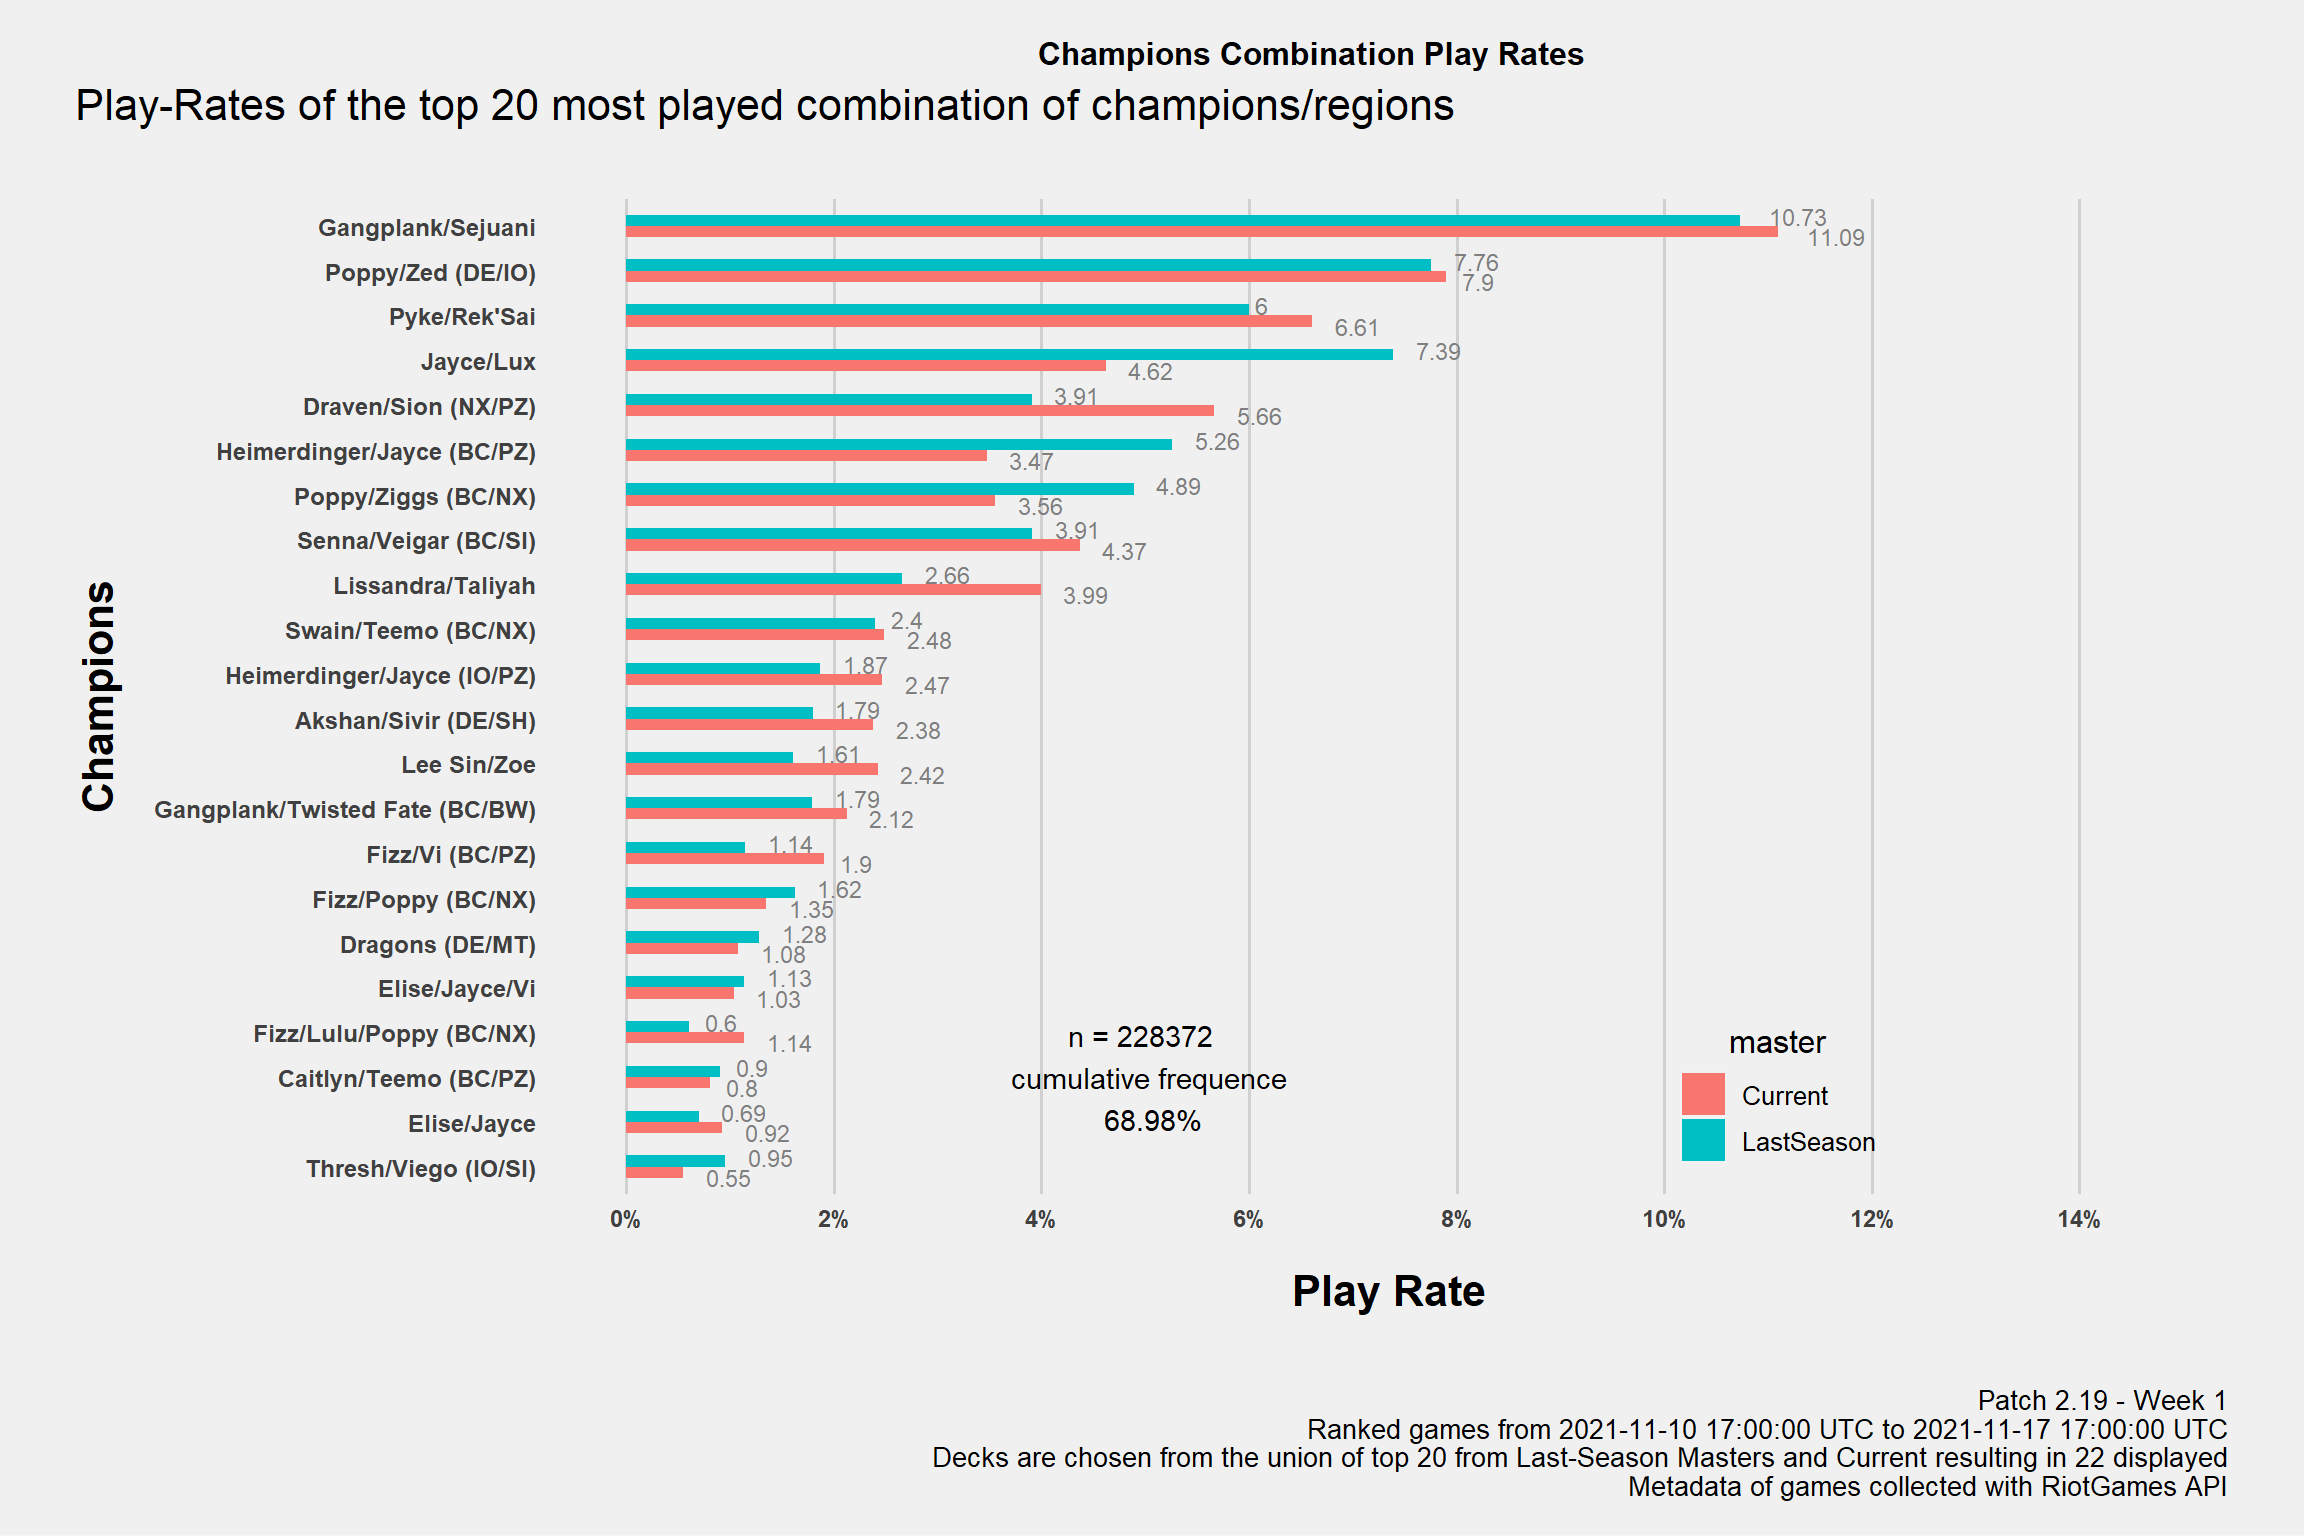 Champions Combination Play Rates
Play-Rates of the top 20 most played combination of champions/regions
Champions
Gangplank/Sejuani
10.73
11.09
Poppy/Zed (DE/IO)
7.76
7.9
Pyke/Rek'Sai
6
6.61
Jayce/Lux
7.39
4.62
Draven/Sion (NX/PZ)
3.91
5.66
Heimerdinger/Jayce (BC/PZ)
5.26
3.47
Poppy/Ziggs (BC/NX)
4.89
3.56
Senna/Veigar (BC/SI)
3.91
4.37
Lissandra/Taliyah
2.66
3.99
Swain/Teemo (BC/NX)
2.4
2.48
Heimerdinger/Jayce (IO/PZ)
1.87
2.47
Akshan/Sivir (DE/SH)
1.79
2.38
Lee Sin/Zoe
1.61
2.42
Gangplank/Twisted Fate (BC/BW)
1.79
2.12
Fizz/Vi (BC/PZ)
1.14
1.9
Fizz/Poppy (BC/NX)
1.62
1.35
Dragons (DE/MT)
1.28
1.08
Elise/Jayce/Vi
1.13
1.03
Fizz/Lulu/Poppy (BC/NX)
0.6
1.14
Caitlyn/Teemo (BC/PZ)
0.9
0.8
Elise/Jayce
0.69
0.92
Thresh/Viego (IO/SI)
0.95
0.55
n = 228372
cumulative frequence
68.98%
master
Current
LastSeason
0% 2% 4% 6% 8% 10% 12% 14%
Play Rate
Patch 2.19 - Week 1
Ranked games from 2021-11-10 17:00:00 UTC to 2021-11-17 17:00:00 UTC
Decks are chosen from the union of top 20 from Last-Season Masters and Current resulting in 22 displayed
Metadata of games collected with RiotGames API